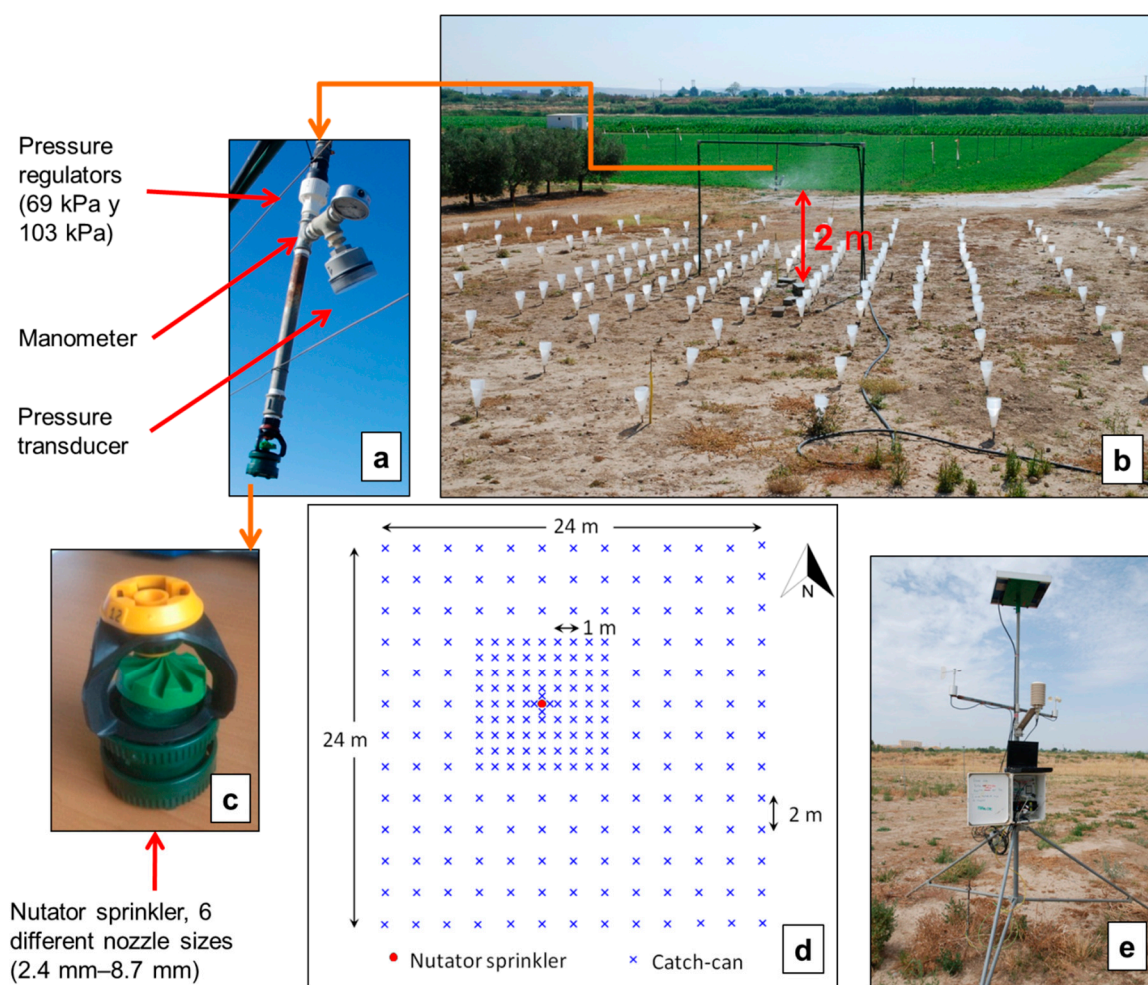 Pressure
regulators
(69 kPa y
103 kPa)
Manometer
Pressure
transducer
a
2 m
b
12
c
Nutator sprinkler, 6
different nozzle sizes
(2.4 mm–8.7 mm)
24 m
N
1 m
24 m
2 m
Nutator sprinkler
Catch-can
d
e